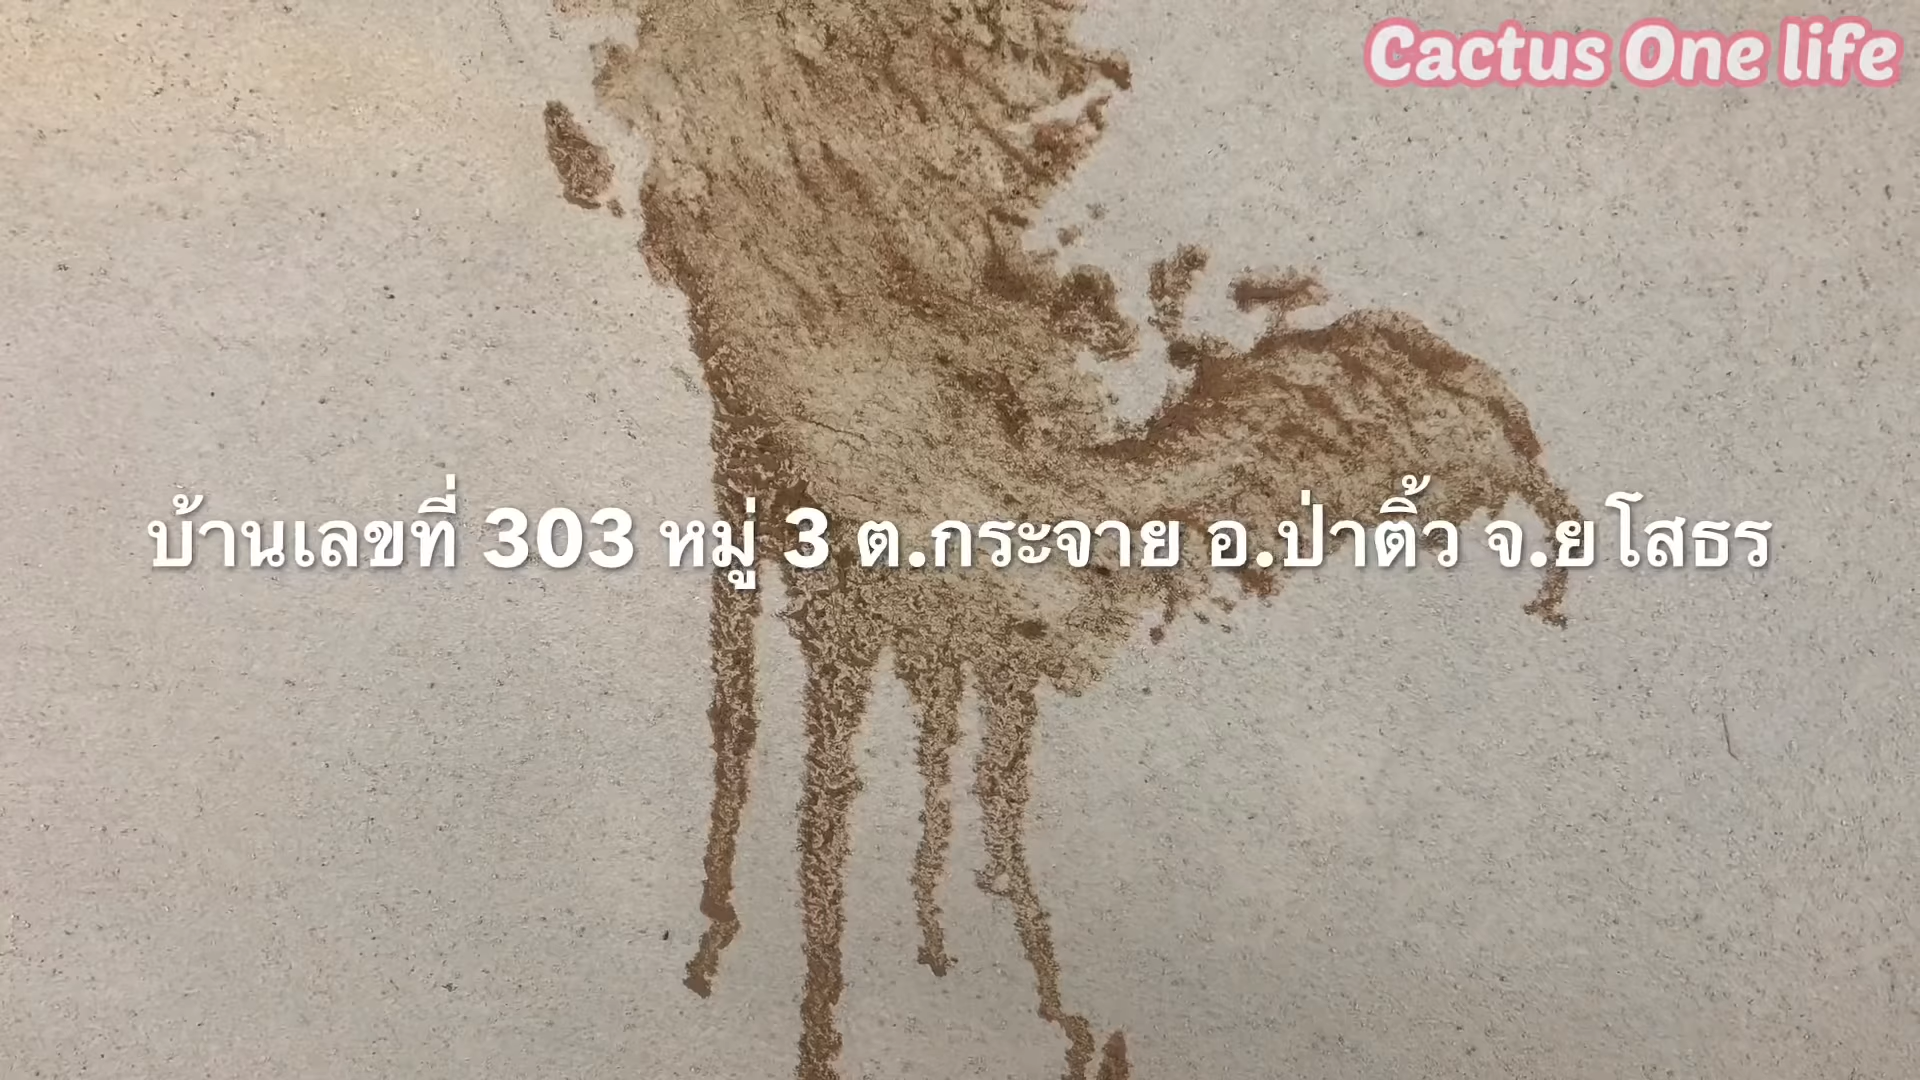 Cactus One life
บ้านเลขที่ 303 หมู่ 3 ต.กระจาย อ.ป่าติ้ว จ.ยโสธร